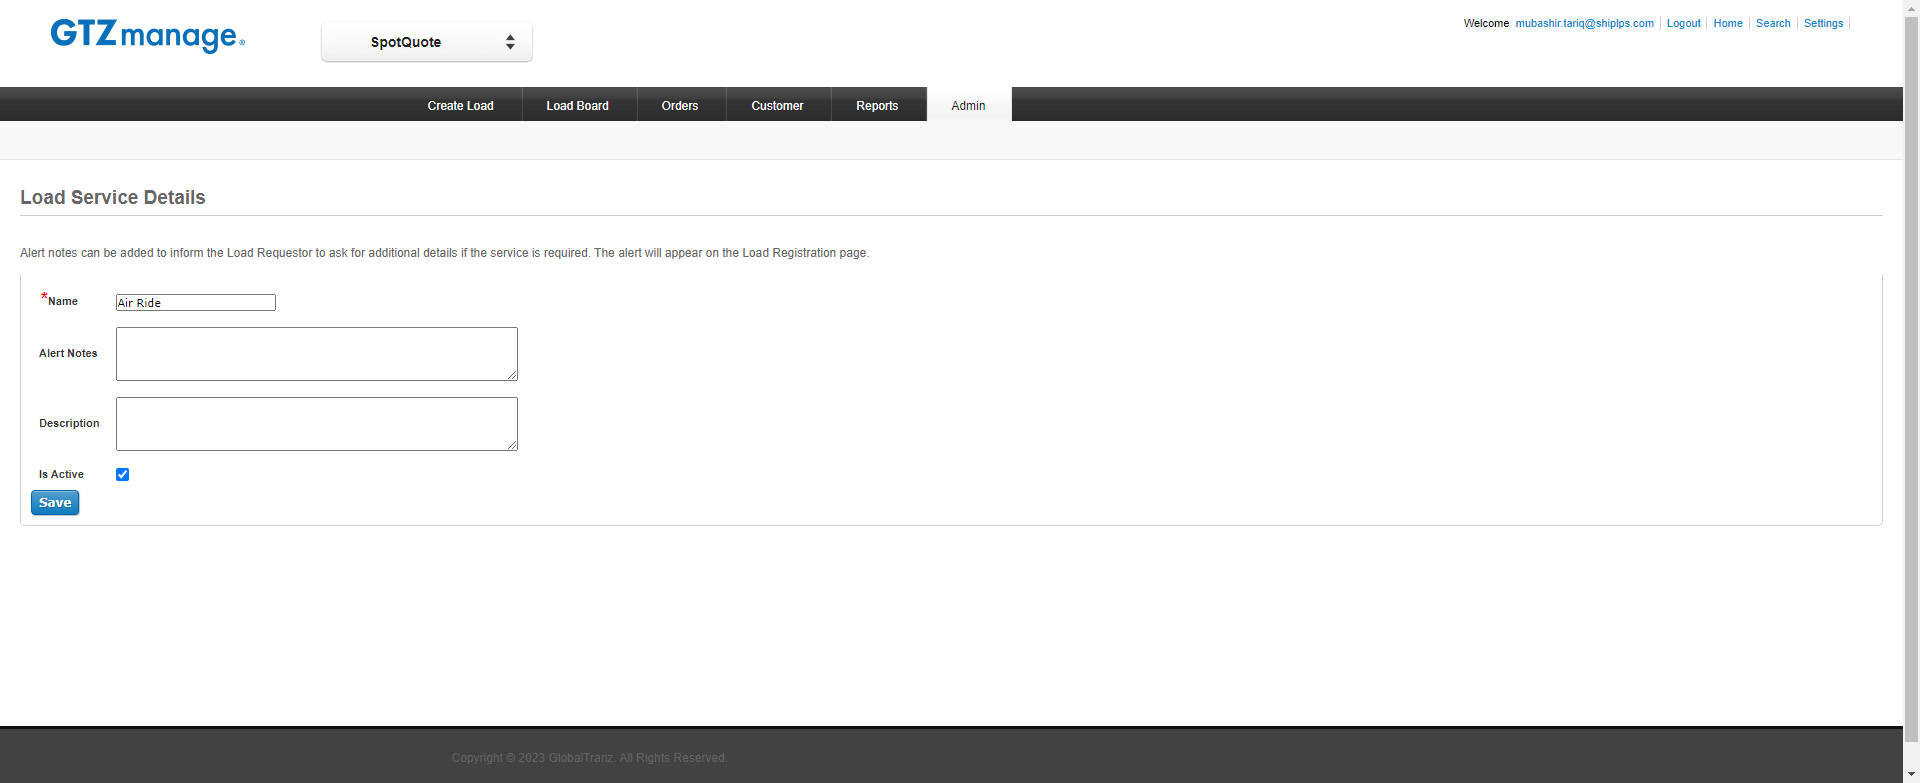 GTZmanage®
SpotQuote
Welcome mubashir.tariq@shiplps.com Logout Home Search Settings
Create Load Load Board Orders Customer Reports Admin
Load Service Details
Alert notes can be added to inform the Load Requestor to ask for additional details if the service is required. The alert will appear on the Load Registration page.
*Name Air Ride
Alert Notes
Description
Is Active
Save
Copyright © 2023 GlobalTranz. All Rights Reserved.